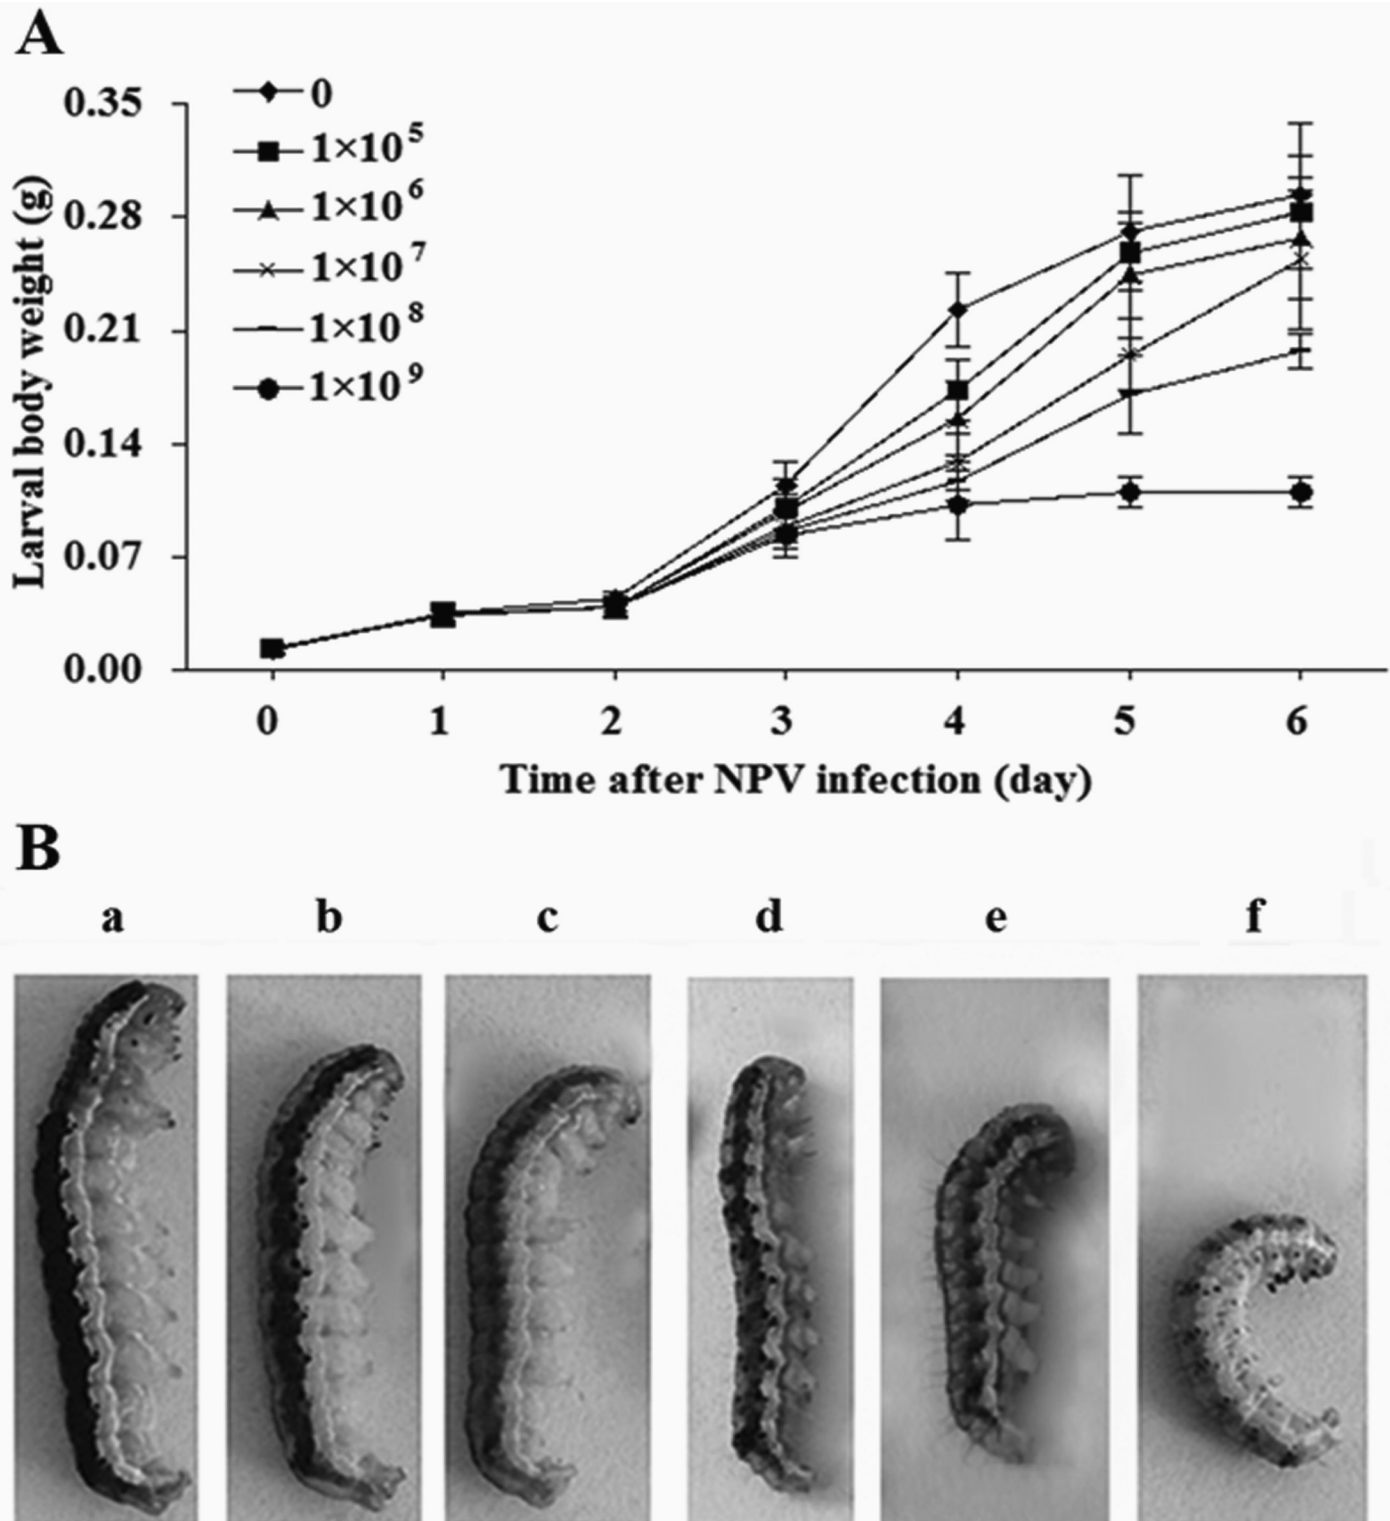 A
0
1×10⁵
1×10⁶
1×10⁷
1×10⁸
1×10⁹
0.35
0.28
0.21
0.14
0.07
0.00
Larval body weight (g)
0 1 2 3 4 5 6
Time after NPV infection (day)
B
a b c d e f